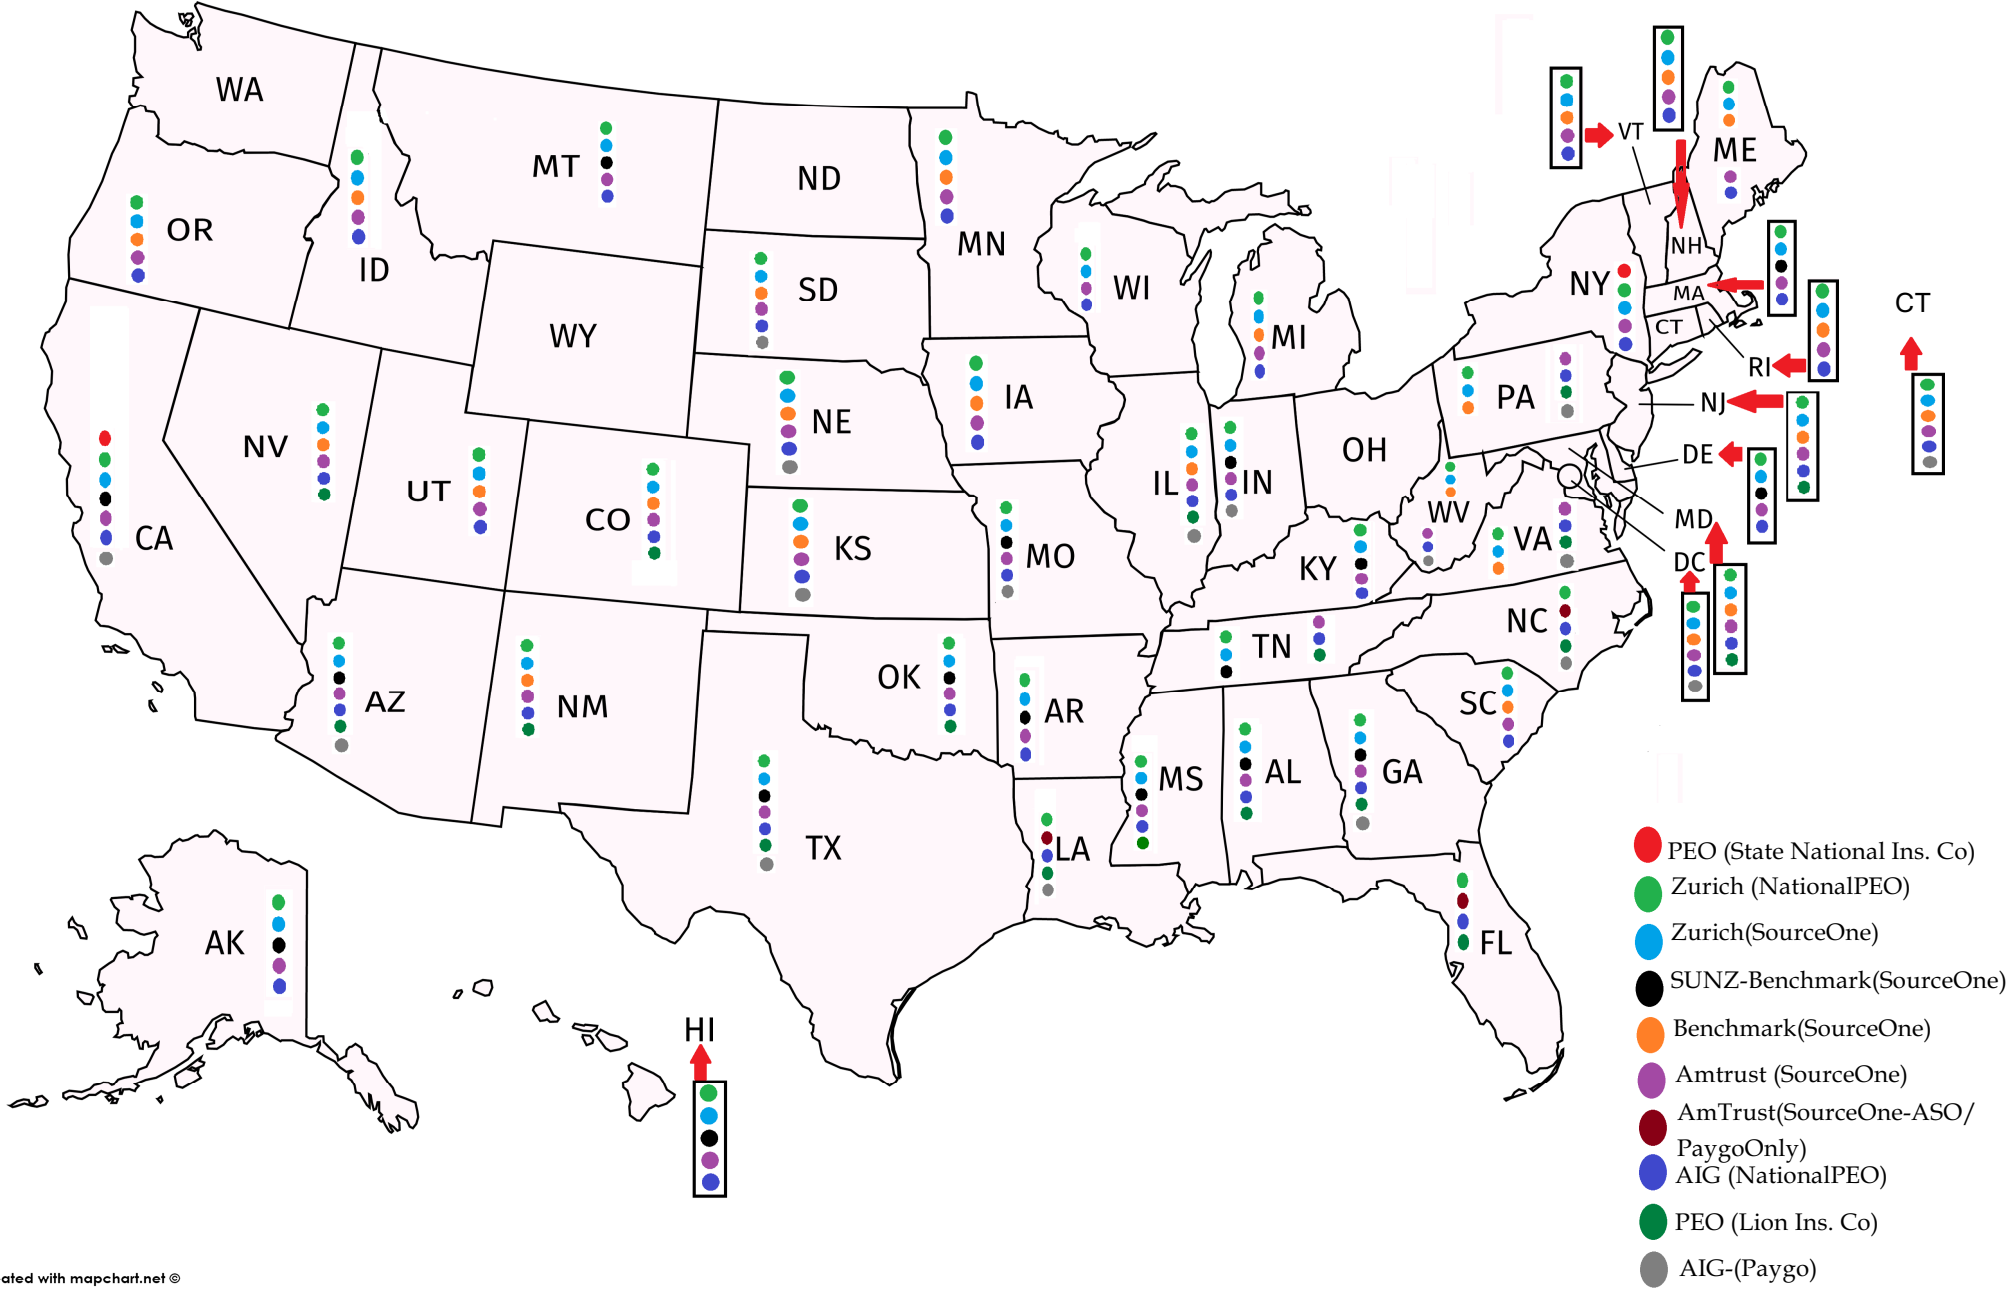 WA
VT
ME
MT
ND
OR
MN
NH
ID
SD
WI
NY
MA
CT
CT
WY
MI
RI
IA
PA
NJ
NE
NV
OH
DE
UT
IL
IN
CO
WV
MD
CA
KS
MO
VA
DC
KY
NC
TN
AZ
NM
OK
AR
SC
MS
AL
GA
TX
LA
PEO (State National Ins. Co)
Zurich (NationalPEO)
Zurich(SourceOne)
AK
FL
SUNZ-Benchmark(SourceOne)
HI
Benchmark(SourceOne)
Amtrust (SourceOne)
AmTrust(SourceOne-ASO/
PaygoOnly)
AIG (NationalPEO)
PEO (Lion Ins. Co)
AIG-(Paygo)
ated with mapchart.net ©